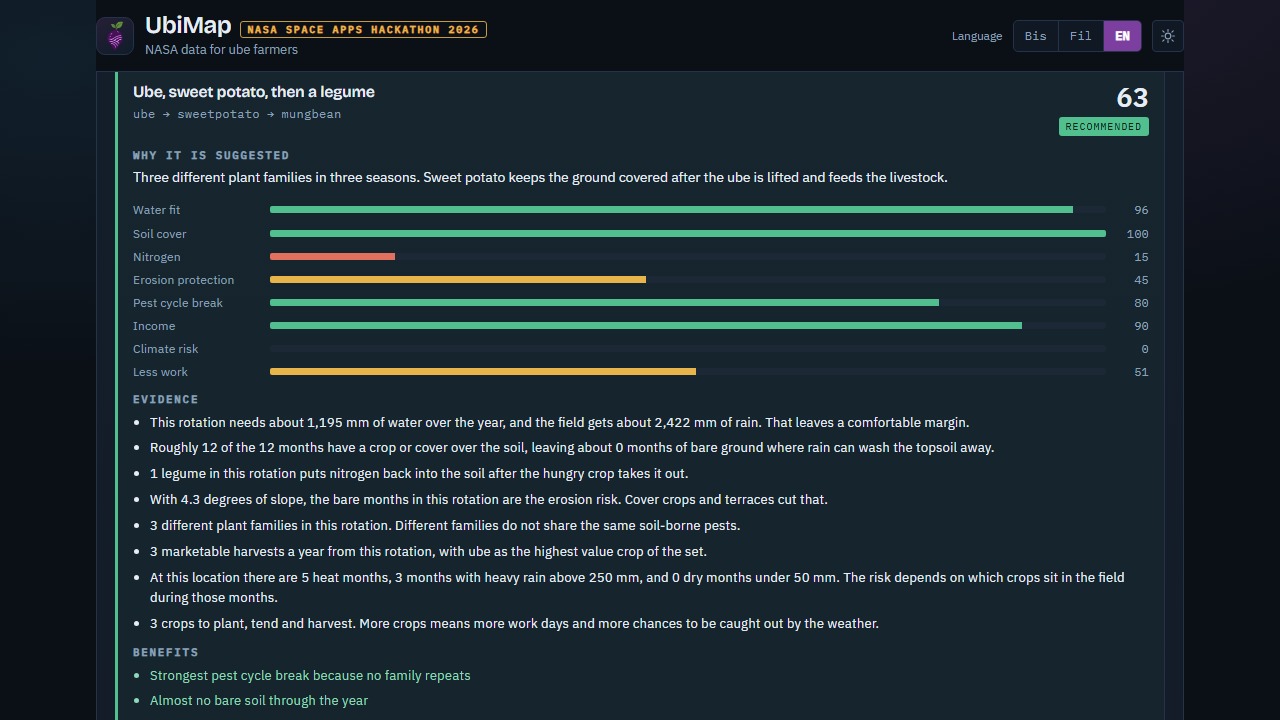 UbiMap NASA SPACE APPS HACKATHON 2026
NASA data for ube farmers
Language Bis Fil EN
Ube, sweet potato, then a legume
63
ube → sweetpotato → mungbean
RECOMMENDED
WHY IT IS SUGGESTED
Three different plant families in three seasons. Sweet potato keeps the ground covered after the ube is lifted and feeds the livestock.
Water fit 96
Soil cover 100
Nitrogen 15
Erosion protection 45
Pest cycle break 80
Income 90
Climate risk 0
Less work 51
EVIDENCE
• This rotation needs about 1,195 mm of water over the year, and the field gets about 2,422 mm of rain. That leaves a comfortable margin.
• Roughly 12 of the 12 months have a crop or cover over the soil, leaving about 0 months of bare ground where rain can wash the topsoil away.
• 1 legume in this rotation puts nitrogen back into the soil after the hungry crop takes it out.
• With 4.3 degrees of slope, the bare months in this rotation are the erosion risk. Cover crops and terraces cut that.
• 3 different plant families in this rotation. Different families do not share the same soil-borne pests.
• 3 marketable harvests a year from this rotation, with ube as the highest value crop of the set.
• At this location there are 5 heat months, 3 months with heavy rain above 250 mm, and 0 dry months under 50 mm. The risk depends on which crops sit in the field
during those months.
• 3 crops to plant, tend and harvest. More crops means more work days and more chances to be caught out by the weather.
BENEFITS
• Strongest pest cycle break because no family repeats
• Almost no bare soil through the year